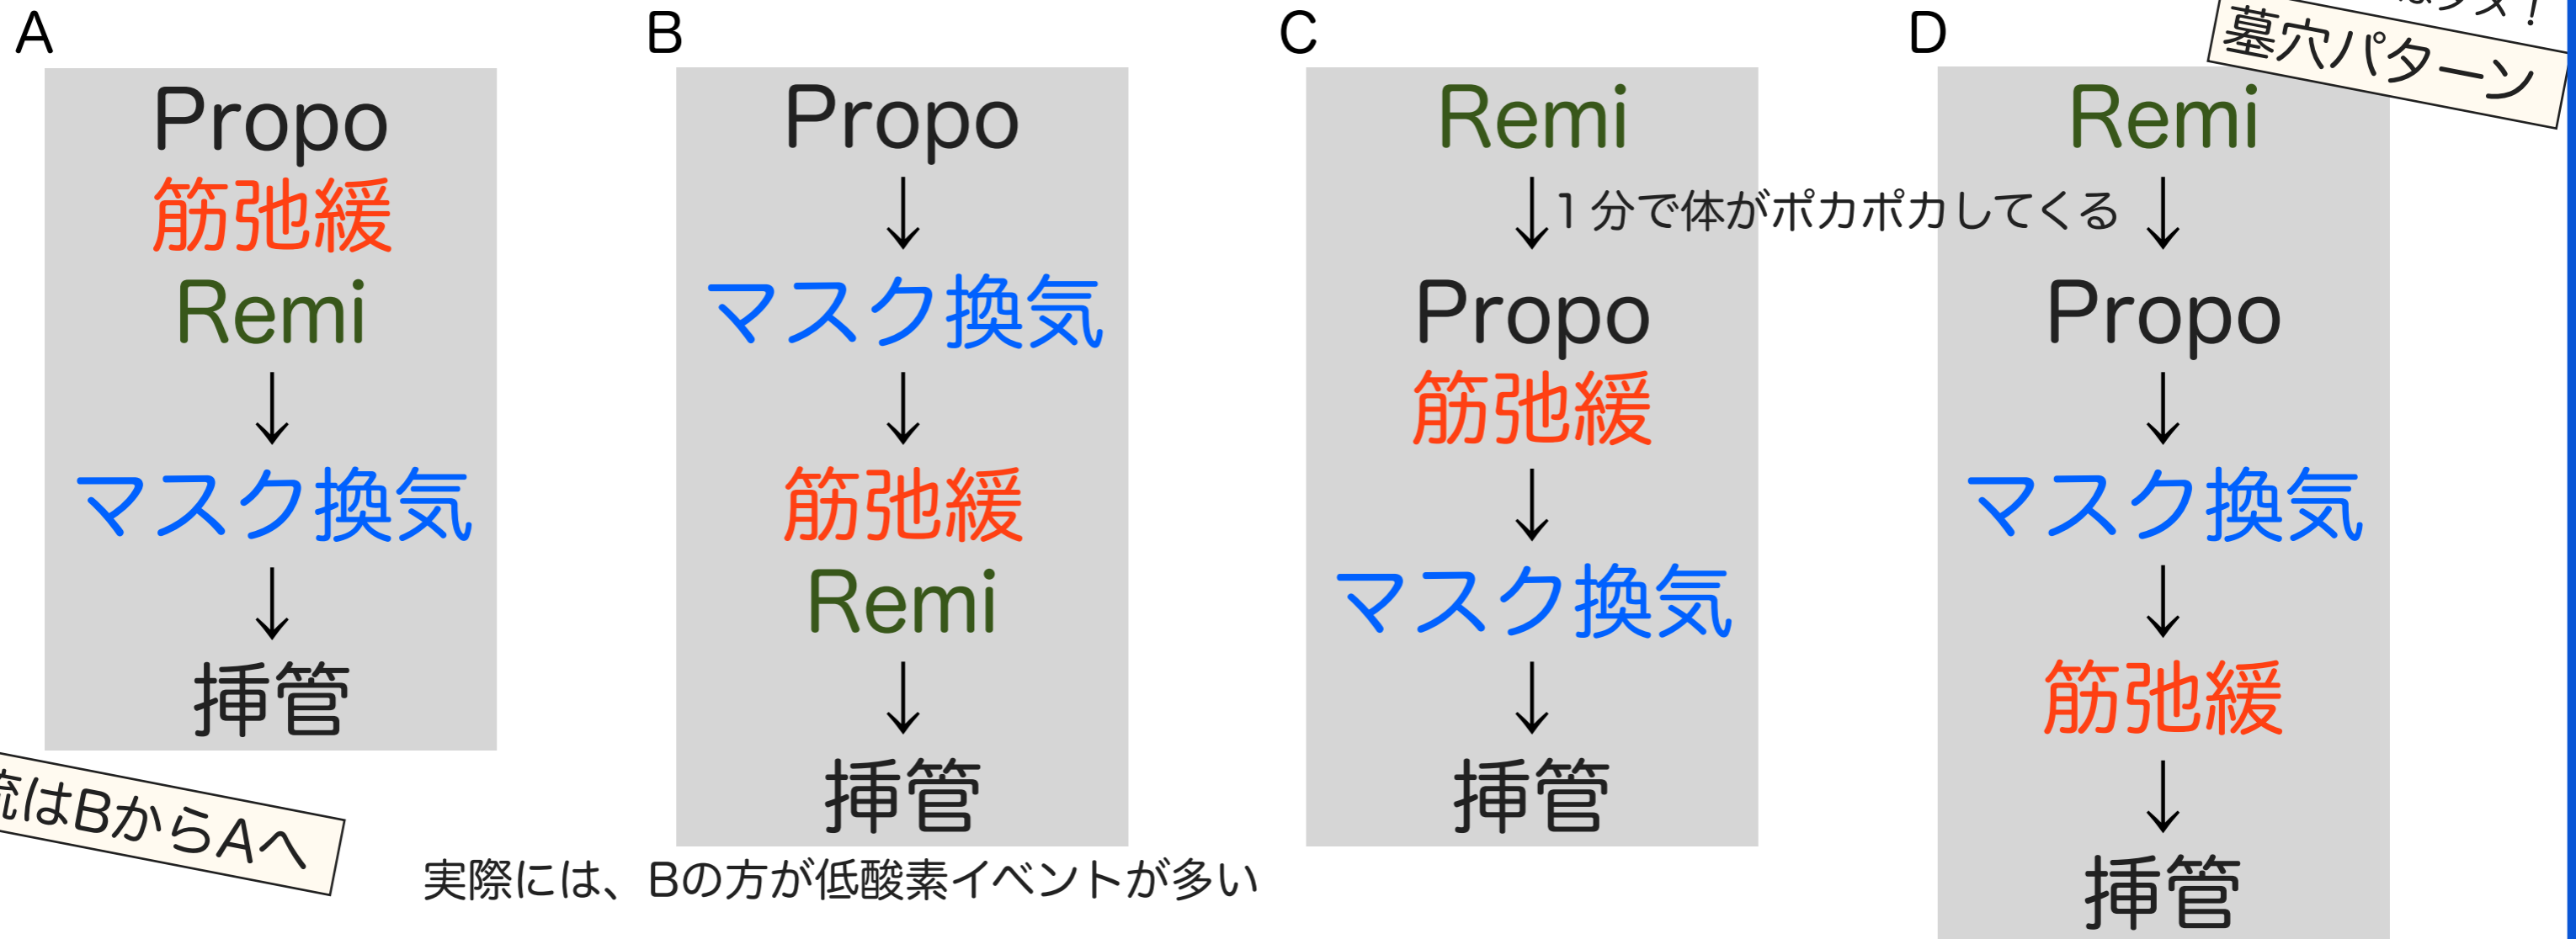 A
Propo
筋弛緩
Remi
マスク換気
挿管
流はBからAへ
B
Propo
マスク換気
筋弛緩
Remi
挿管
実際には、Bの方が低酸素イベントが多い
C
Remi
1分で体がポカポカしてくる
Propo
筋弛緩
マスク換気
挿管
D
はダメ！
墓穴パターン
Remi
Propo
マスク換気
筋弛緩
挿管